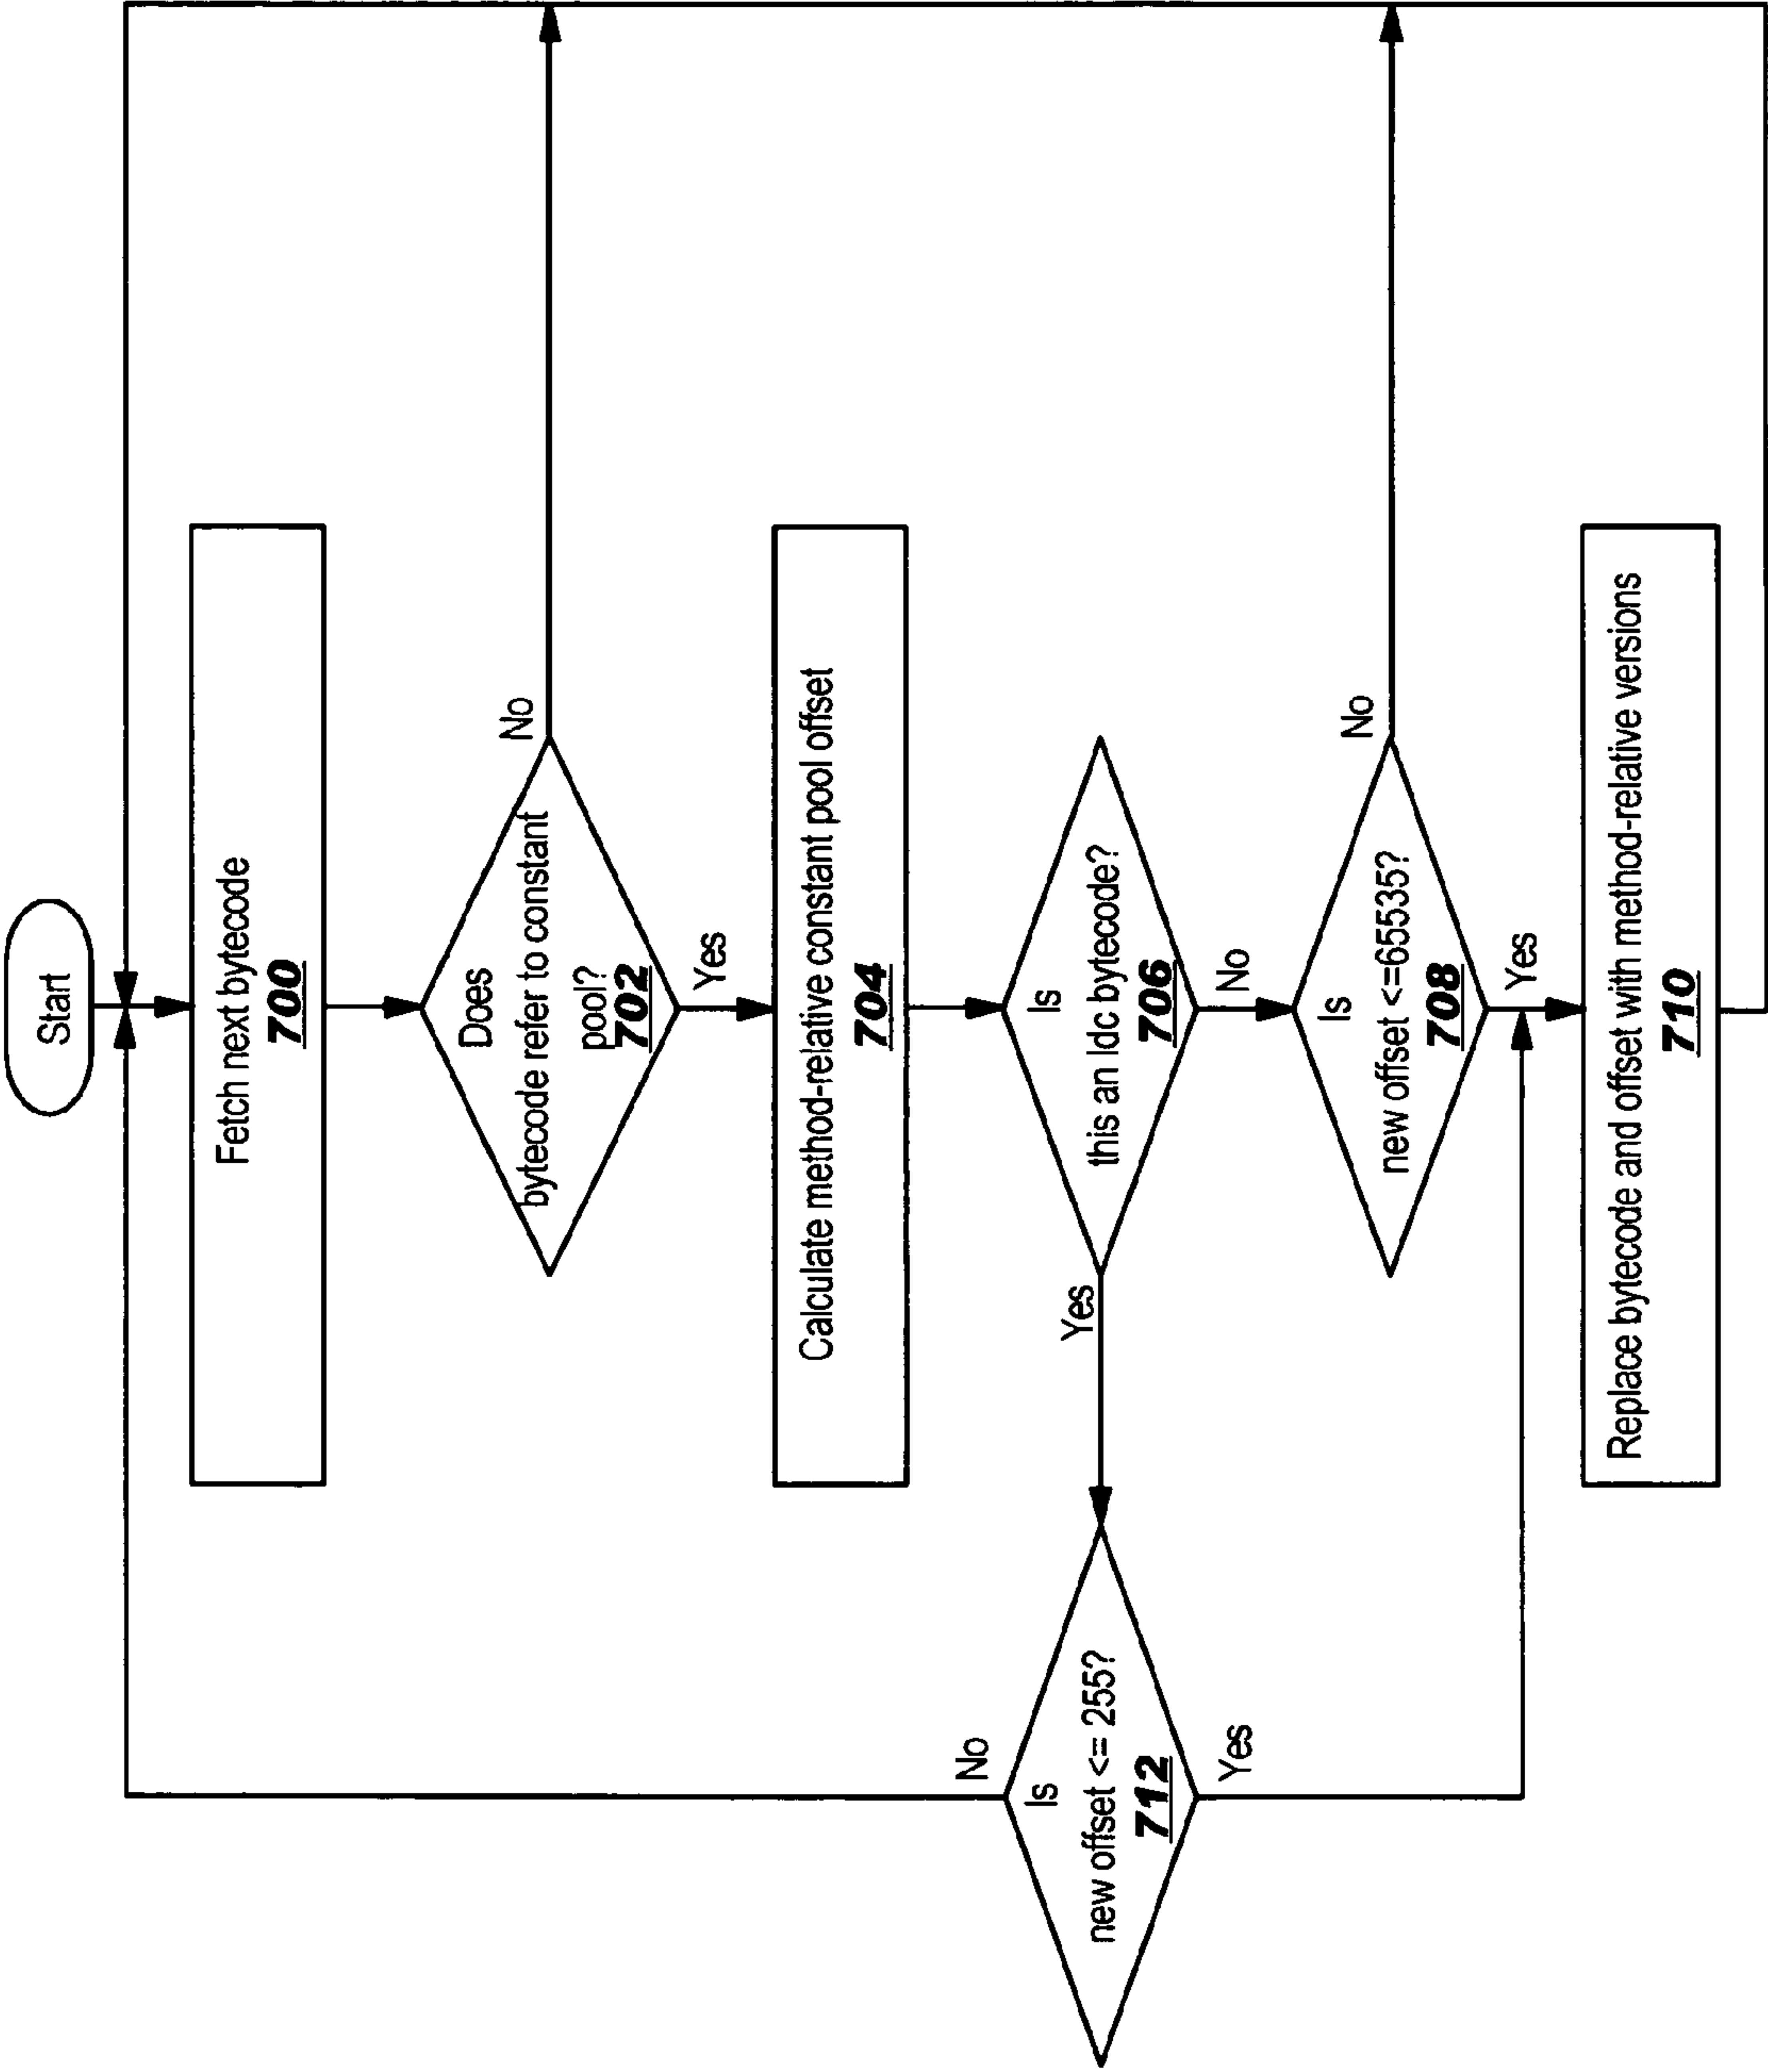 Start
Fetch next bytecode
700
Does
bytecode refer to constant
pool?
702
No
Yes
Calculate method-relative constant pool offset
704
Is
this an ldc bytecode?
706
Yes
No
Is
new offset <= 255?
712
No
Yes
Is
new offset <=65535?
708
No
Yes
Replace bytecode and offset with method-relative versions
710